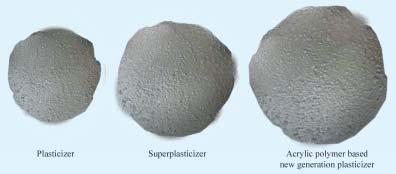 Plasticizer
Superplasticizer
Acrylic polymer based
new generation plasticizer